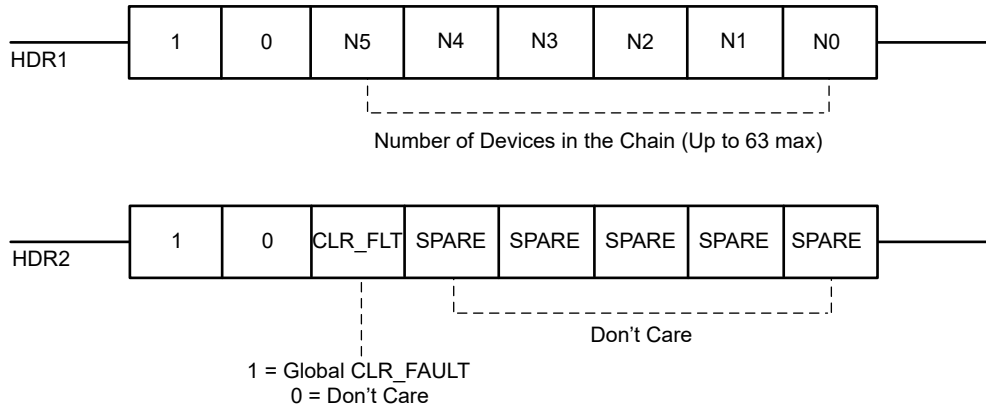 HDR1
1 0 N5 N4 N3 N2 N1 N0
Number of Devices in the Chain (Up to 63 max)
HDR2
1 0 CLR_FLT SPARE SPARE SPARE SPARE SPARE
Don't Care
1 = Global CLR_FAULT
0 = Don't Care